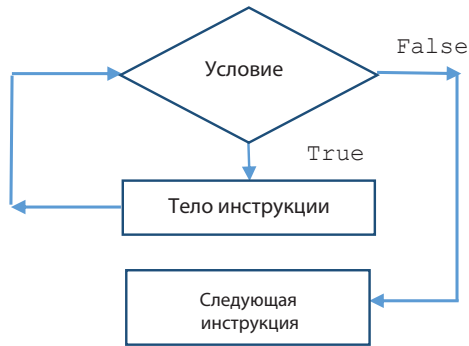 Условие
False
True
Тело инструкции
Следующая
инструкция